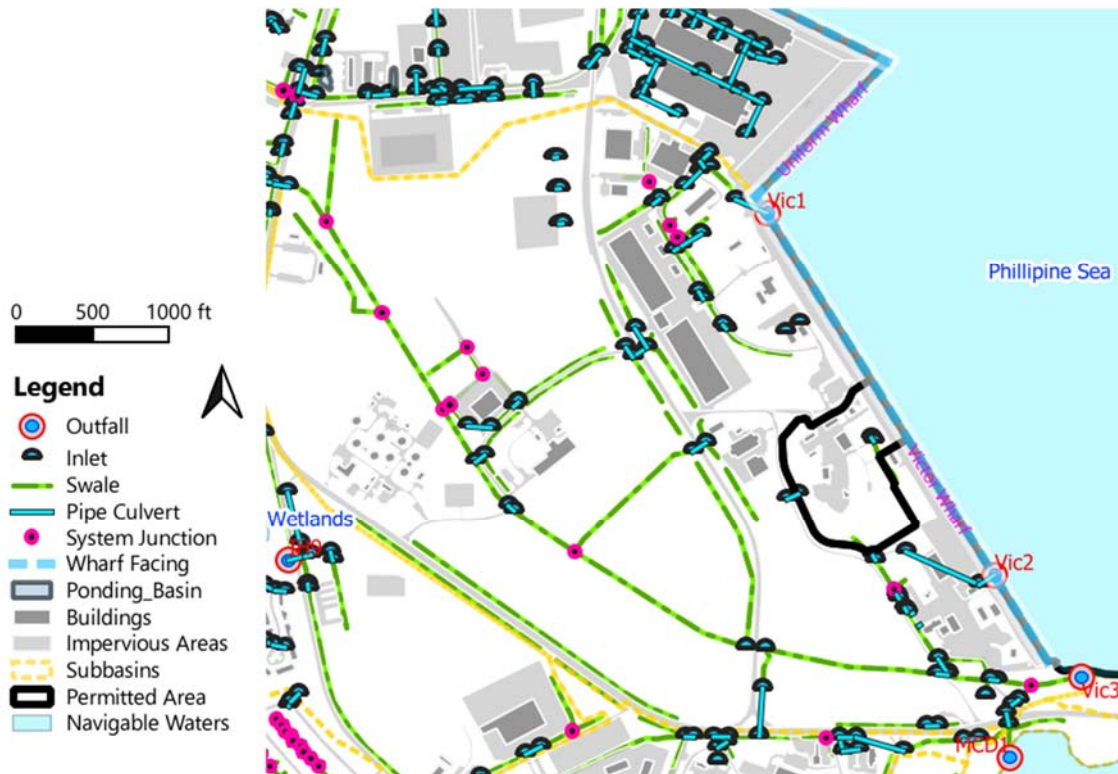 Uniform Wharf
Vic1
Phillipine Sea
0 500 1000 ft
Legend
Outfall
Inlet
Swale
Pipe Culvert
System Junction
Wharf Facing
Ponding_Basin
Buildings
Impervious Areas
Subbasins
Permitted Area
Navigable Waters
Victor Wharf
Wetlands
Vic2
Vic3
MCD1